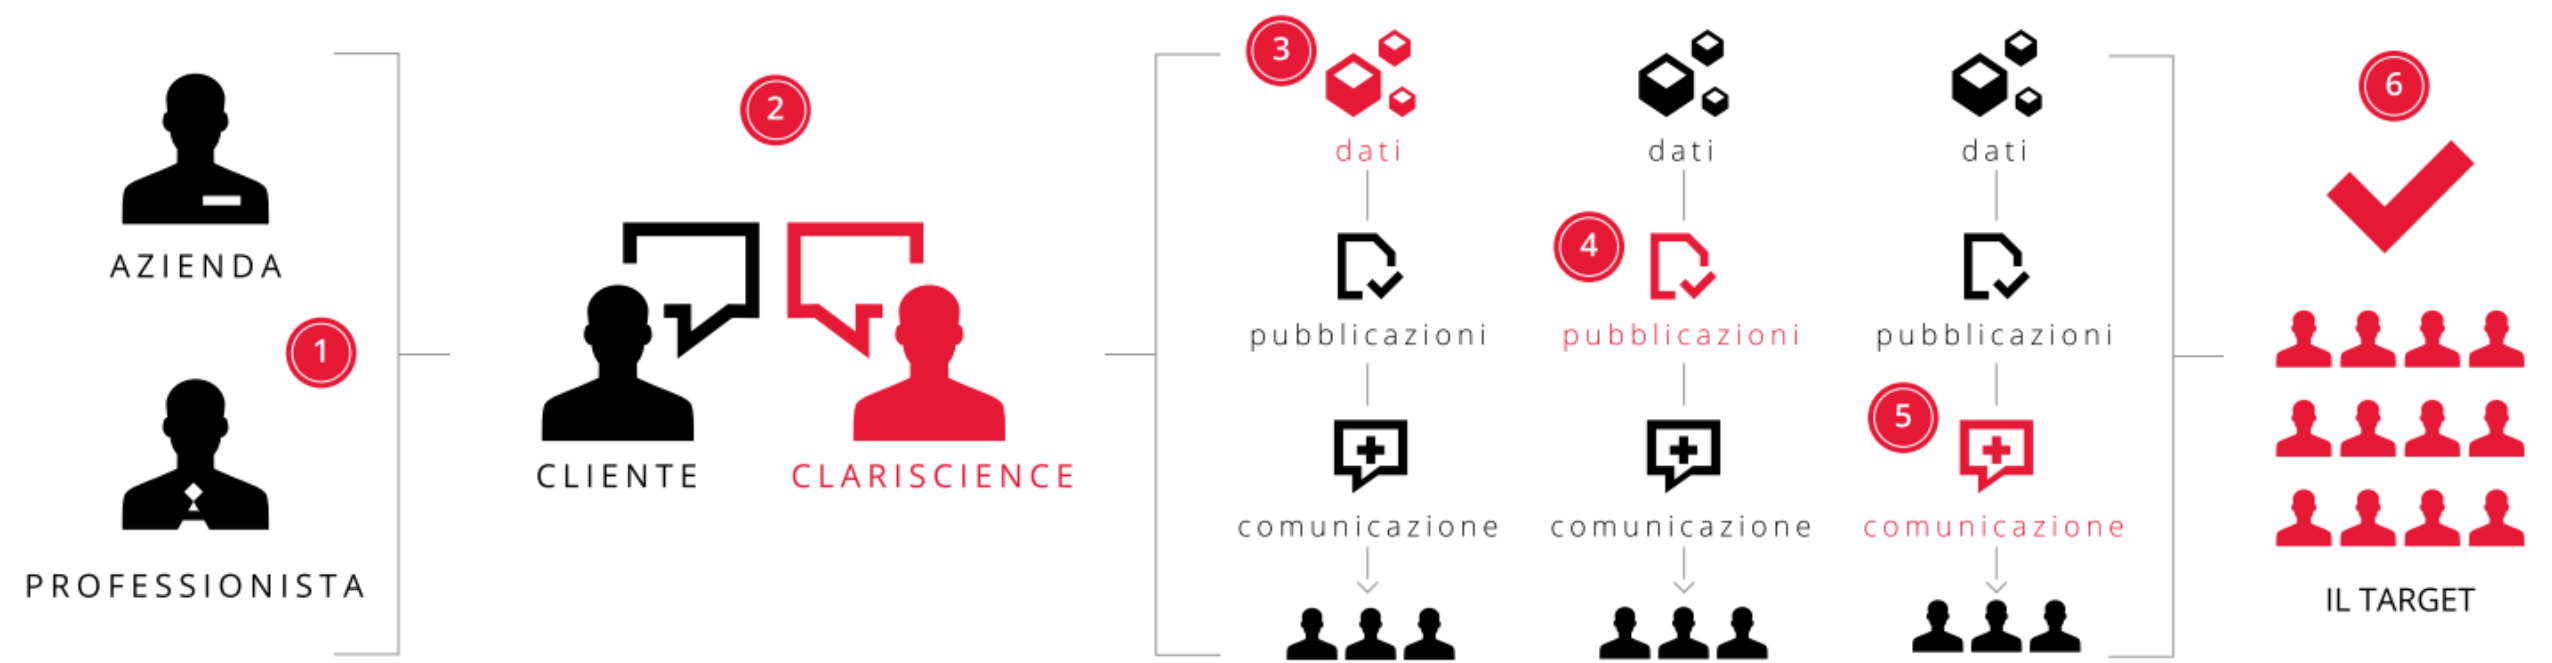 AZIENDA
1
PROFESSIONISTA
2
CLIENTE
CLARISCIENCE
3
dati
pubblicazioni
comunicazione
dati
4
pubblicazioni
comunicazione
dati
pubblicazioni
5
comunicazione
6
IL TARGET